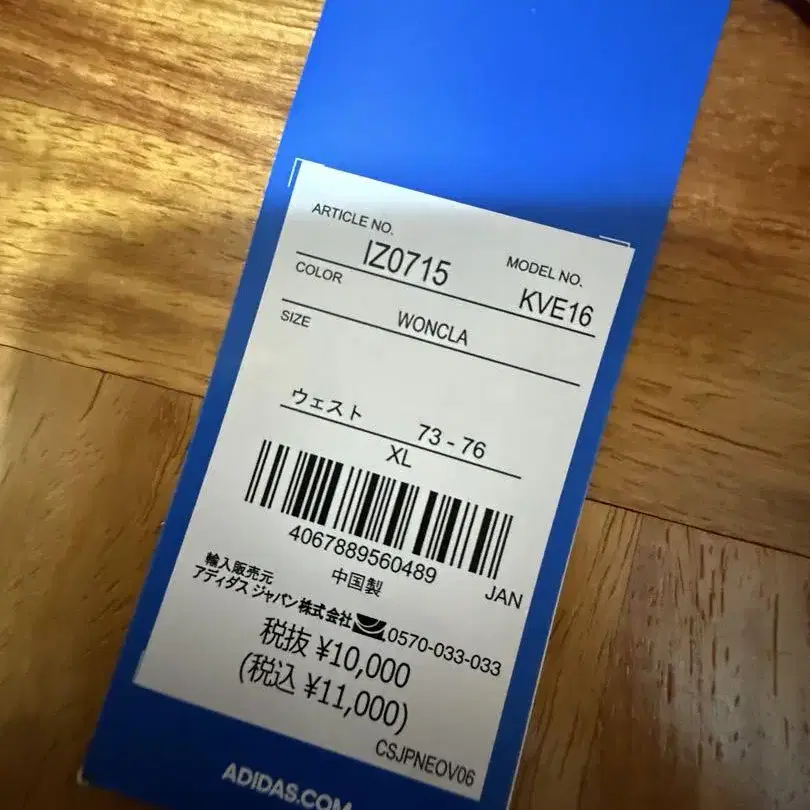 ARTICLE NO.
IZ0715
MODEL NO.
KVE16
COLOR
WONCLA
SIZE
ウェスト 73 - 76
XL
4067889560489
中国製
JAN
輸入販売元
アディダス ジャパン株式会社 0570-033-033
税抜 ¥10,000
(税込 ¥11,000)
CSJPNEOV06
ADIDAS.COM